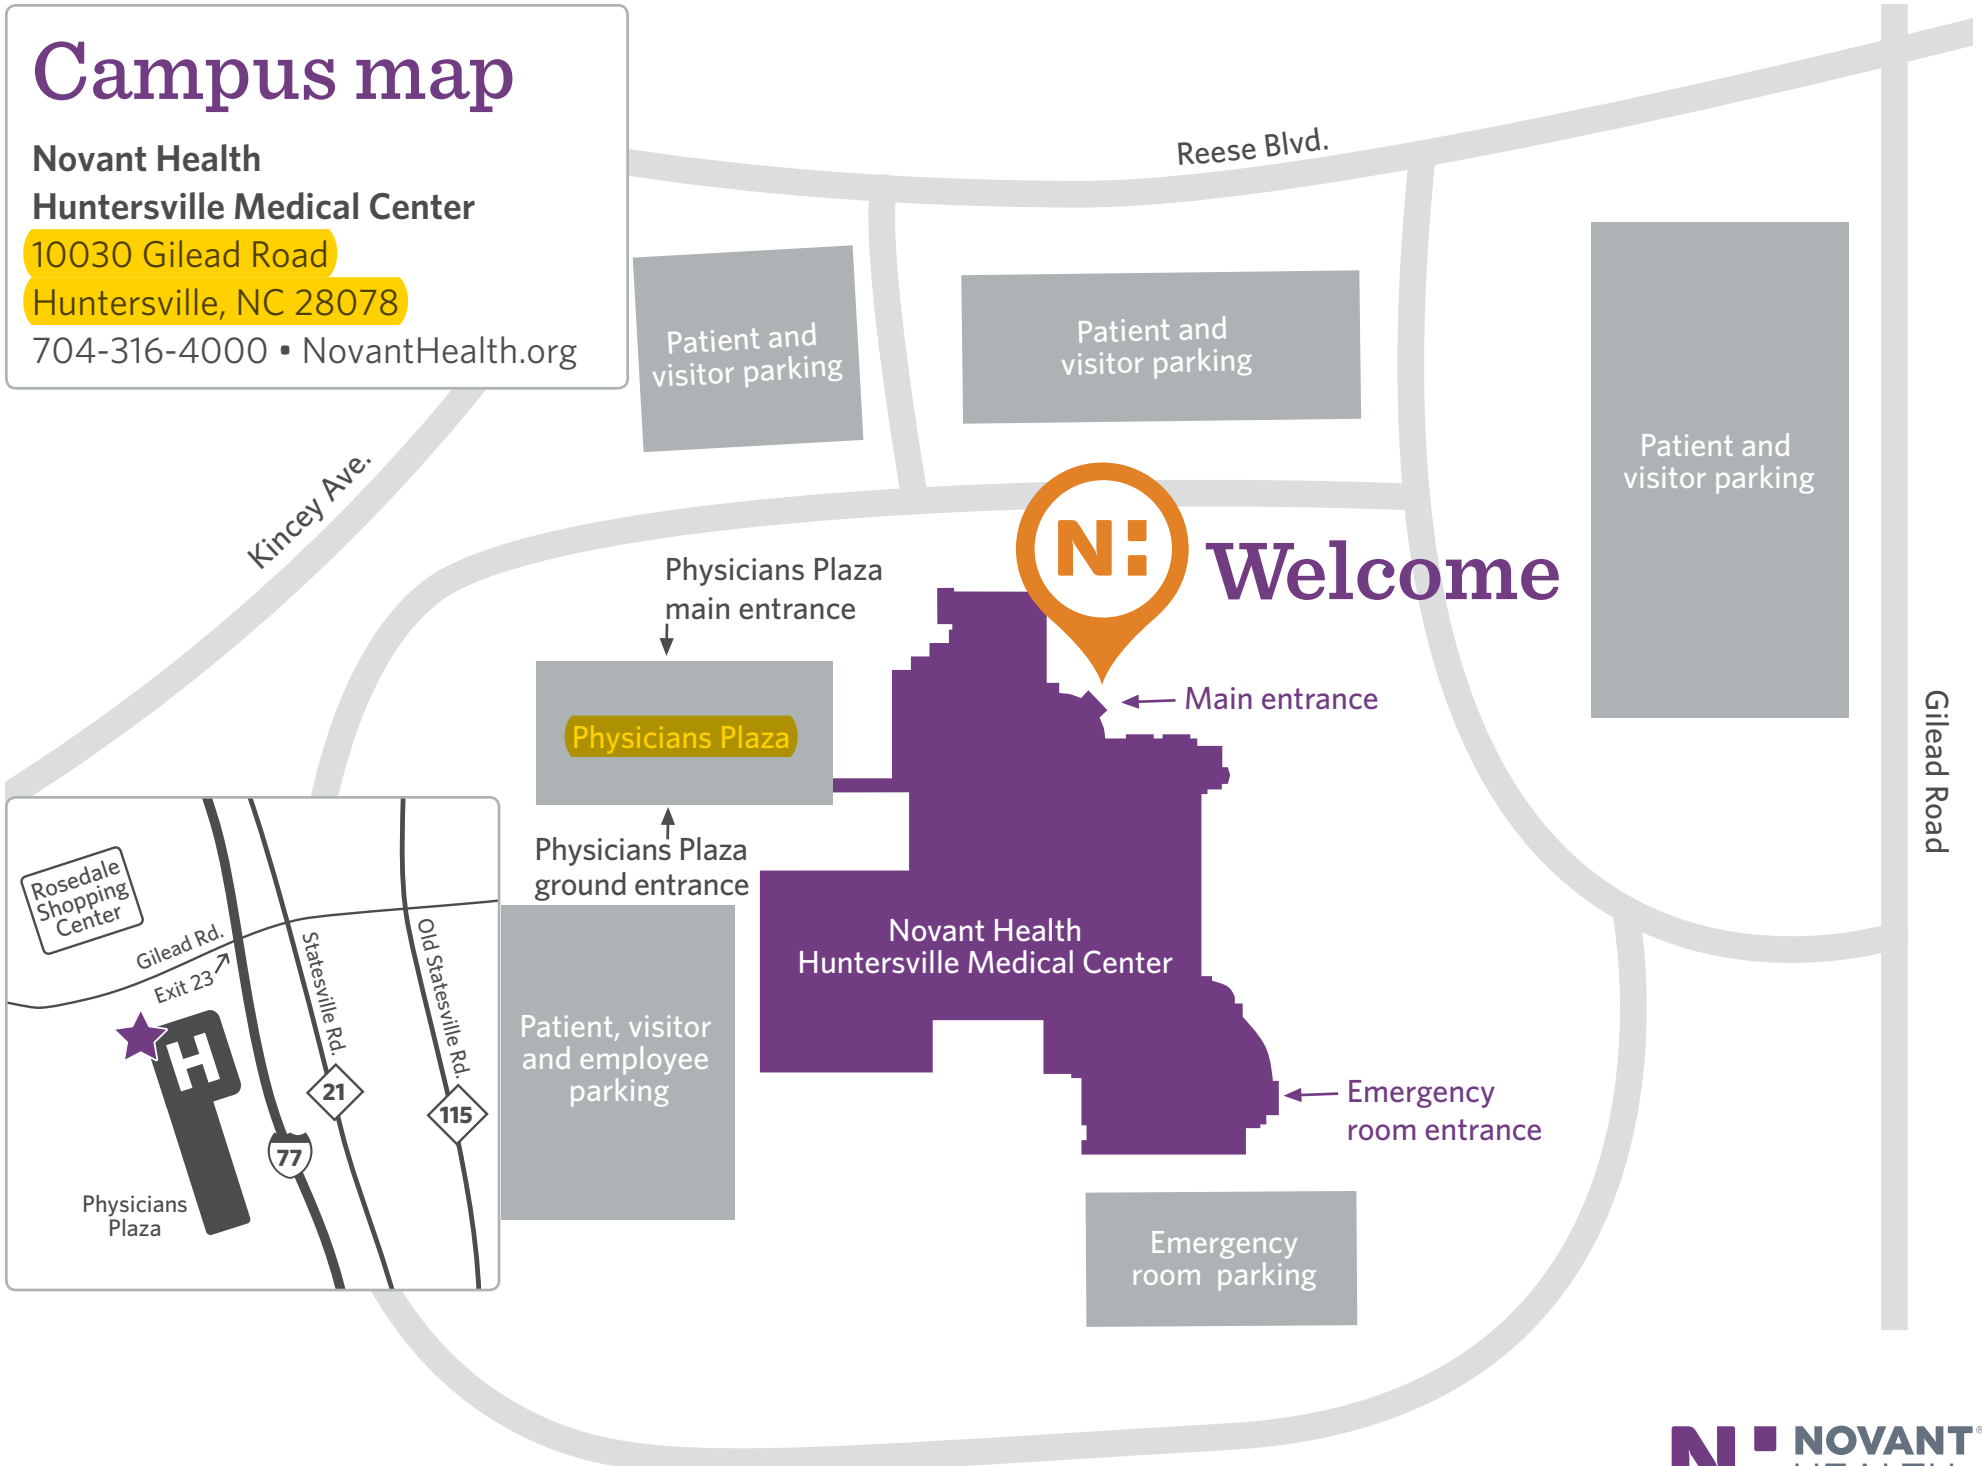 Campus map
Novant Health
Huntersville Medical Center
10030 Gilead Road
Huntersville, NC 28078
704-316-4000 • NovantHealth.org
Reese Blvd.
Patient and
visitor parking
Patient and
visitor parking
Patient and
visitor parking
Kincey Ave.
N:
Welcome
Physicians Plaza
main entrance
Physicians Plaza
Main entrance
Gilead Road
Physicians Plaza
ground entrance
Novant Health
Huntersville Medical Center
Patient, visitor
and employee
parking
Emergency
room entrance
Emergency
room parking
Rosedale
Shopping
Center
Gilead Rd.
Exit 23
Statesville Rd.
Old Statesville Rd.
H
21
115
77
Physicians
Plaza
NOVANT®
HEALTH